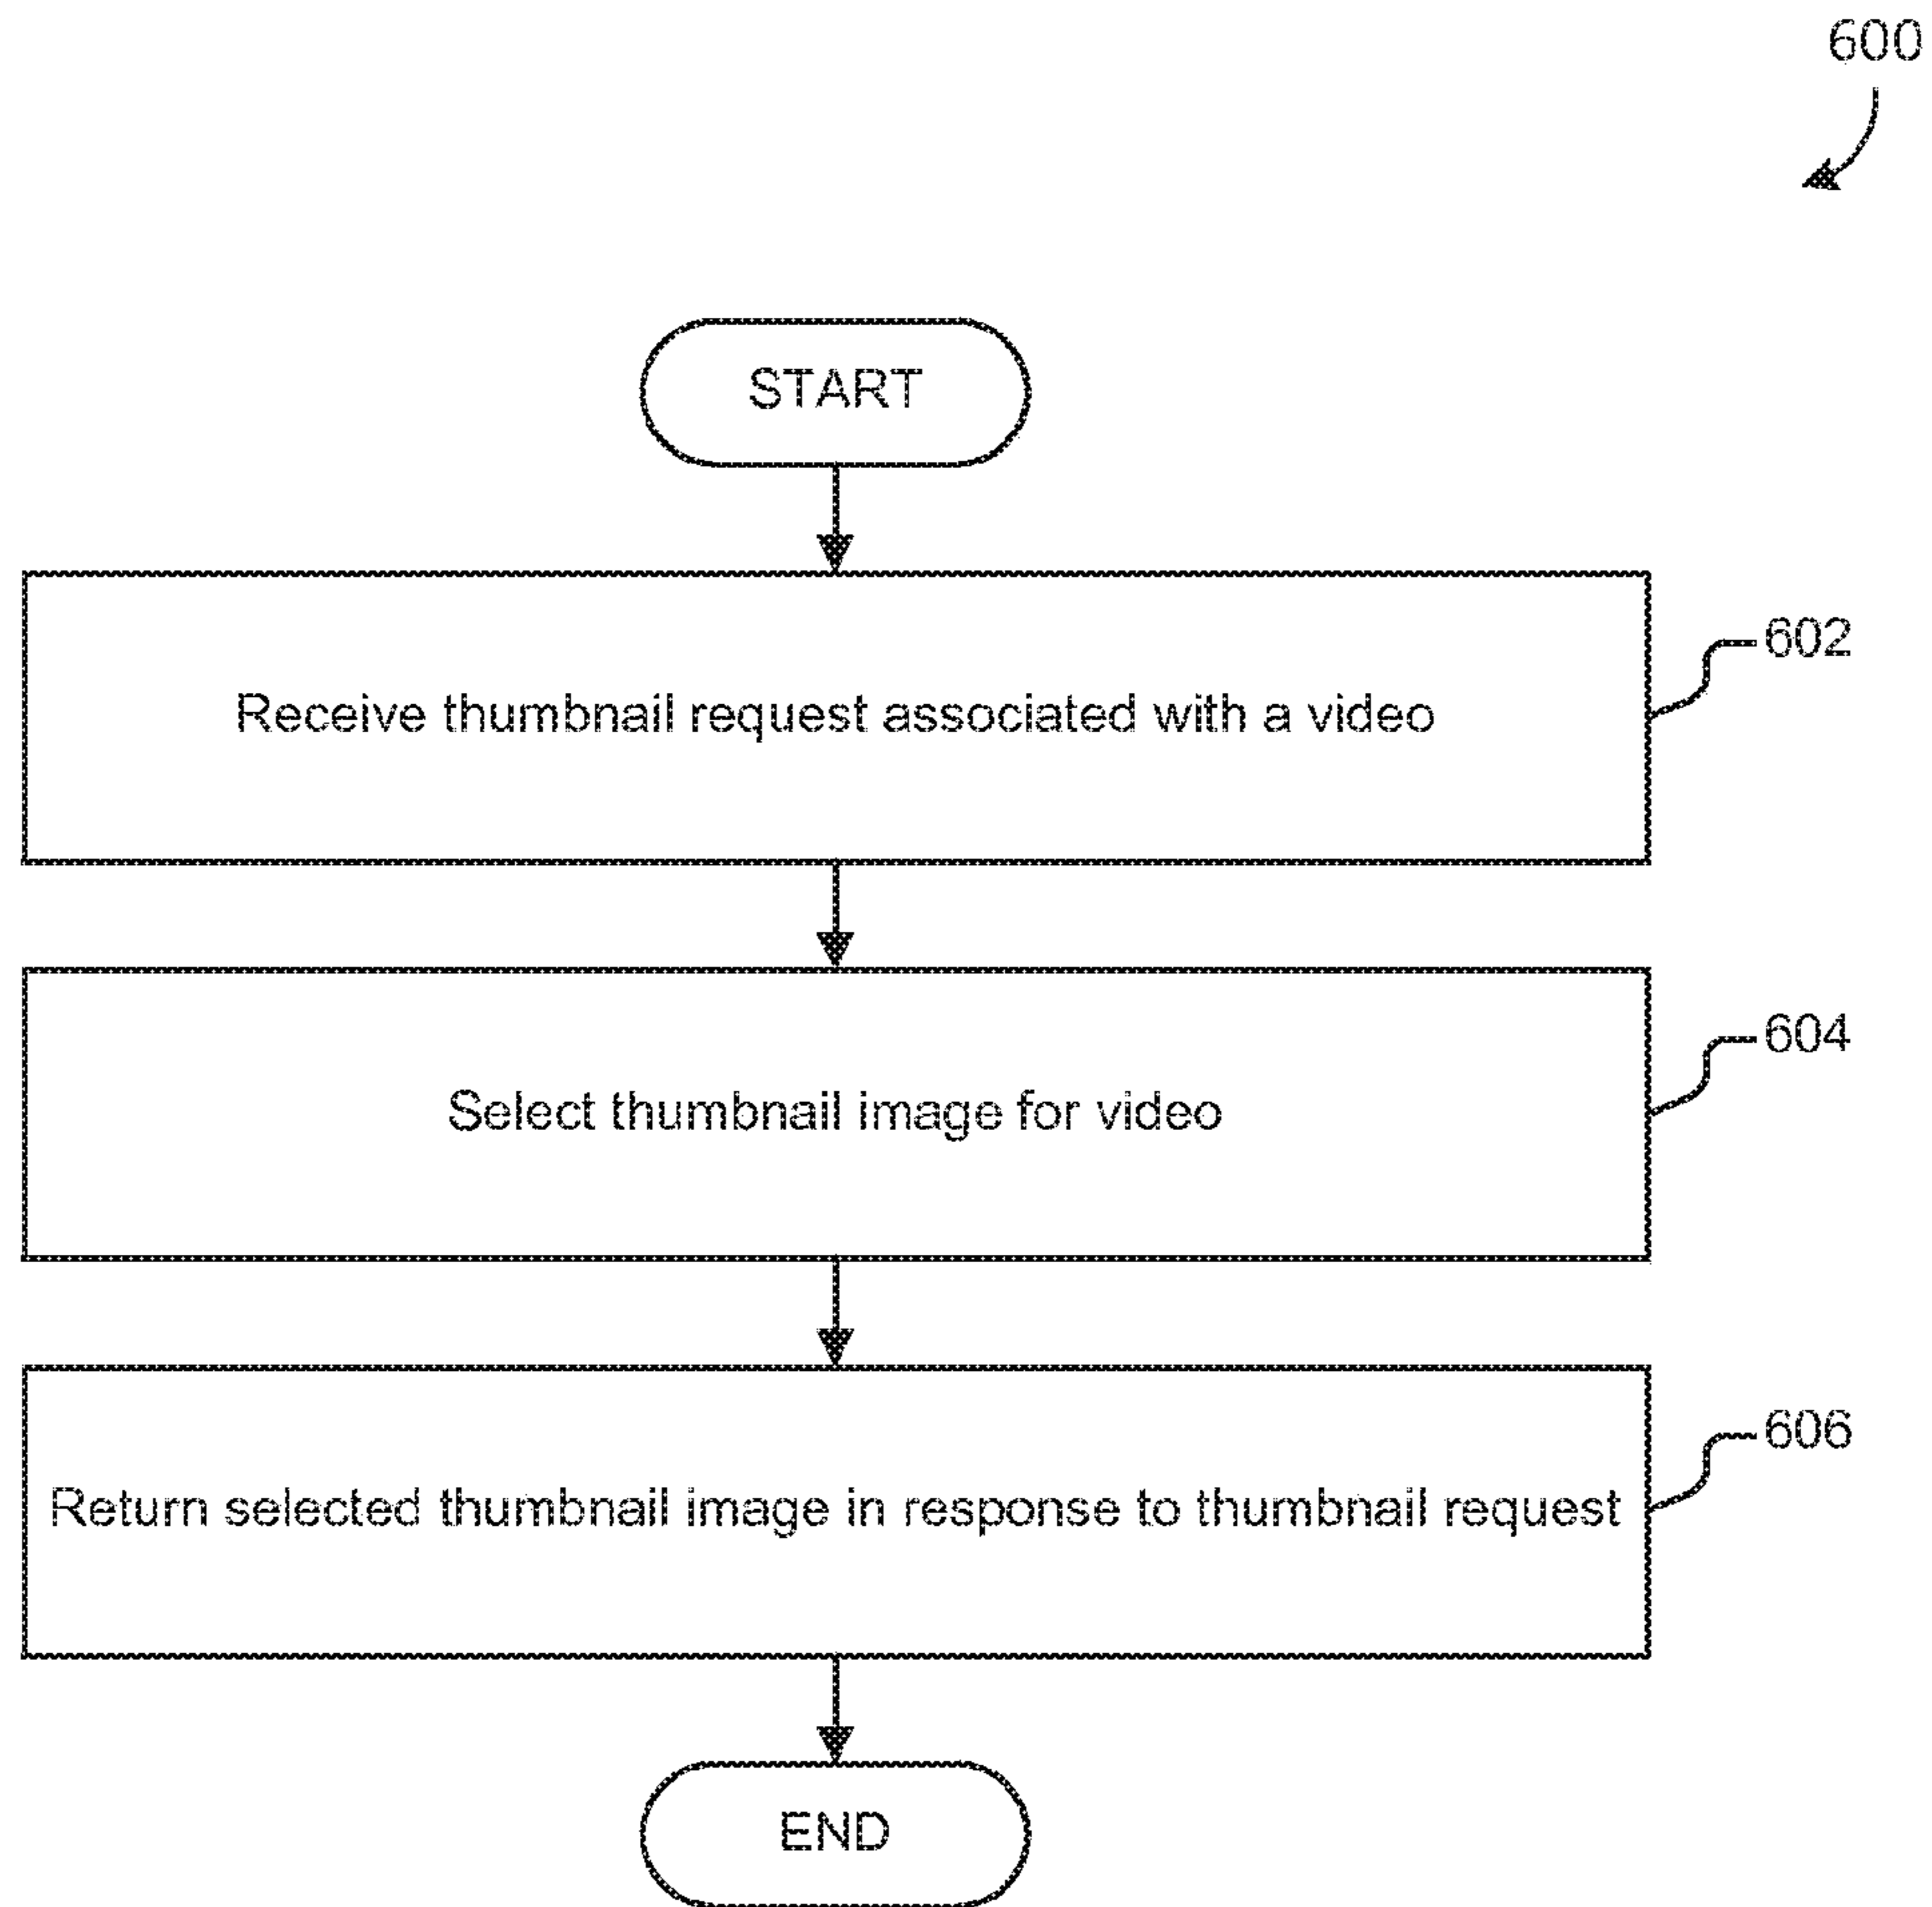 600
START
Receive thumbnail request associated with a video
602
Select thumbnail image for video
604
Return selected thumbnail image in response to thumbnail request
606
END